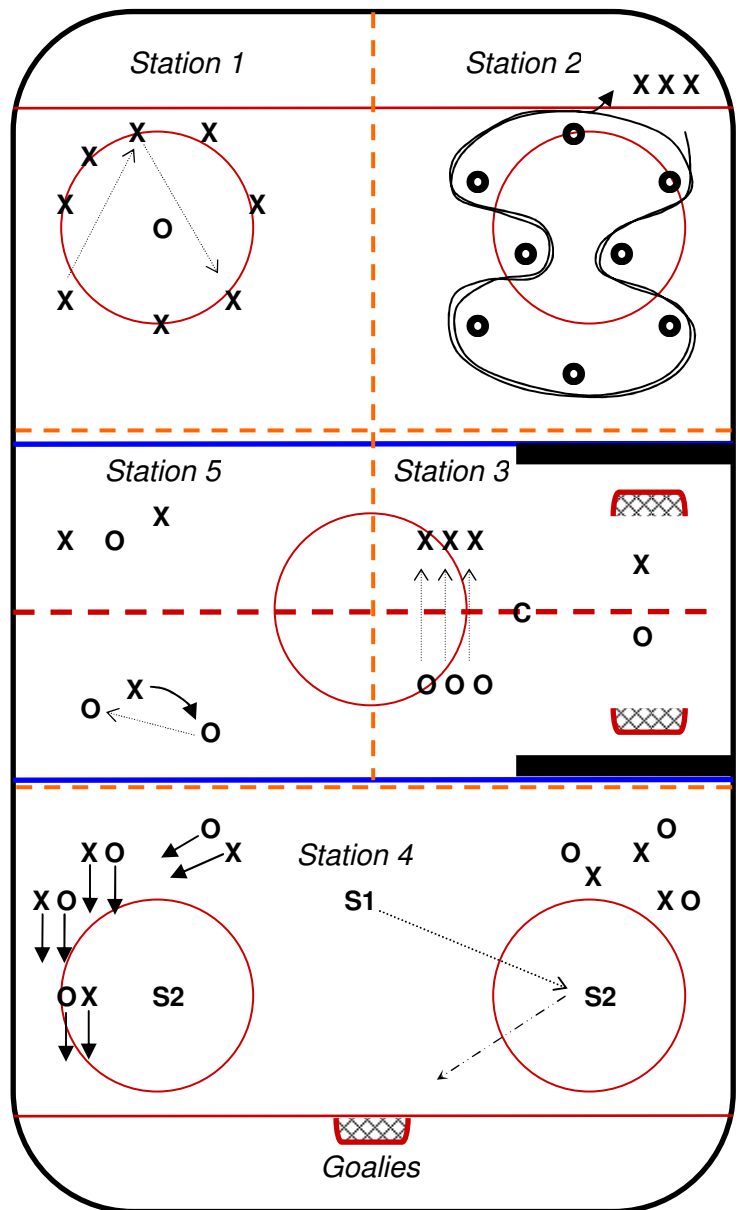 Station 1
X X
X
X X
O
X X
X
Station 2
X X X
Station 5
X
X O
X
O
O
Station 3
X X X
O O O
C
X
O
Station 4
O
X O X
X O
O X S2
S1
O
O X
X
X O
S2
Goalies